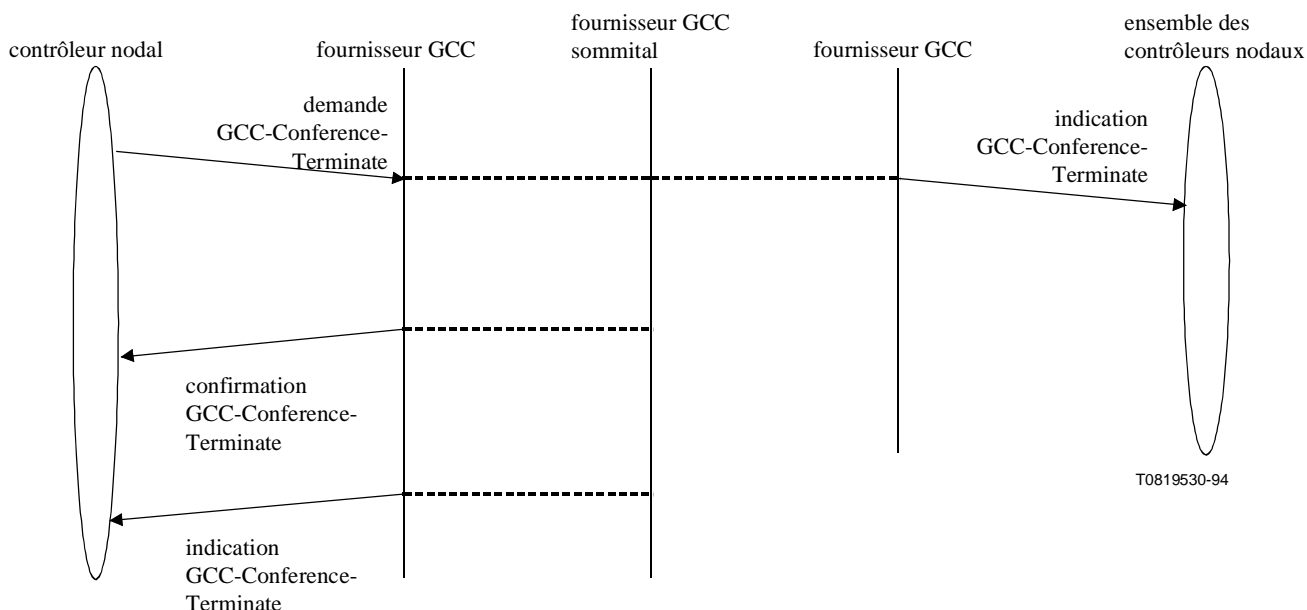 contrôleur nodal
fournisseur GCC
fournisseur GCC
sommital
fournisseur GCC
ensemble des
contrôleurs nodaux
demande
GCC-Conference-
Terminate
indication
GCC-Conference-
Terminate
confirmation
GCC-Conference-
Terminate
T0819530-94
indication
GCC-Conference-
Terminate